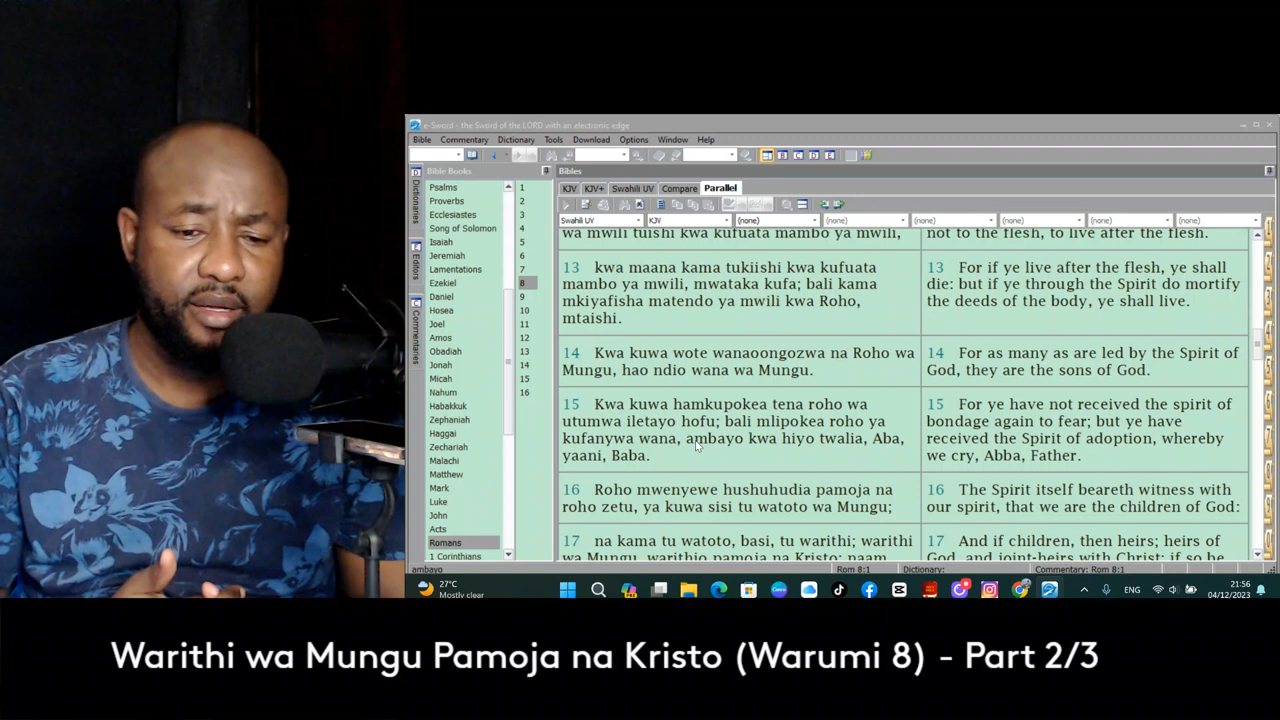 e-Sword - the Sword of the LORD with an electronic edge
Bible Commentary Dictionary Tools Download Options Window Help
Bible Books
Bibles
Dictionaries
Editors
Commentaries
Psalms
Proverbs
Ecclesiastes
Song of Solomon
Isaiah
Jeremiah
Lamentations
Ezekiel
Daniel
Hosea
Joel
Amos
Obadiah
Jonah
Micah
Nahum
Habakkuk
Zephaniah
Haggai
Zechariah
Malachi
Matthew
Mark
Luke
John
Acts
Romans
1 Corinthians
1
2
3
4
5
6
7
8
9
10
11
12
13
14
15
16
KJV KJV+ Swahili UV Compare Parallel
Swahili UV KJV (none) (none) (none) (none) (none) (none)
wa mwili tuishi kwa kufuata mambo ya mwili,
not to the flesh, to live after the flesh.
13 kwa maana kama tukiishi kwa kufuata
mambo ya mwili, mwataka kufa; bali kama
mkiyafisha matendo ya mwili kwa Roho,
mtaishi.
13 For if ye live after the flesh, ye shall
die: but if ye through the Spirit do mortify
the deeds of the body, ye shall live.
14 Kwa kuwa wote wanaoongozwa na Roho wa
Mungu, hao ndio wana wa Mungu.
14 For as many as are led by the Spirit of
God, they are the sons of God.
15 Kwa kuwa hamkupokea tena roho wa
utumwa iletayo hofu; bali mlipokea roho ya
kufanywa wana, ambayo kwa hiyo twalia, Aba,
yaani, Baba.
15 For ye have not received the spirit of
bondage again to fear; but ye have
received the Spirit of adoption, whereby
we cry, Abba, Father.
16 Roho mwenyewe hushuhudia pamoja na
roho zetu, ya kuwa sisi tu watoto wa Mungu;
16 The Spirit itself beareth witness with
our spirit, that we are the children of God:
17 na kama tu watoto, basi, tu warithi; warithi
wa Mungu, warithio pamoja na Kristo; naam
17 And if children, then heirs; heirs of
God, and joint-heirs with Christ; if so be
ambayo
Rom 8:1 Dictionary: Commentary: Rom 8:1
27°C
Mostly clear
ENG
21:56
04/12/2023
Warithi wa Mungu Pamoja na Kristo (Warumi 8) - Part 2/3